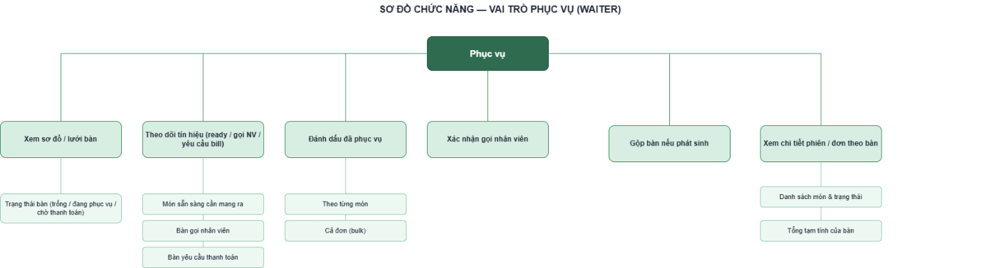 SƠ ĐỒ CHỨC NĂNG — VAI TRÒ PHỤC VỤ (WAITER)
Phục vụ
Xem sơ đồ / lưới bàn
Theo dõi tín hiệu (ready / gọi NV /
yêu cầu bill)
Đánh dấu đã phục vụ
Xác nhận gọi nhân viên
Gộp bàn nếu phát sinh
Xem chi tiết phiên / đơn theo bàn
Trạng thái bàn (trống / đang phục vụ /
chờ thanh toán)
Món sẵn sàng cần mang ra
Bàn gọi nhân viên
Bàn yêu cầu thanh toán
Theo từng món
Cả đơn (bulk)
Danh sách món & trạng thái
Tổng tạm tính của bàn